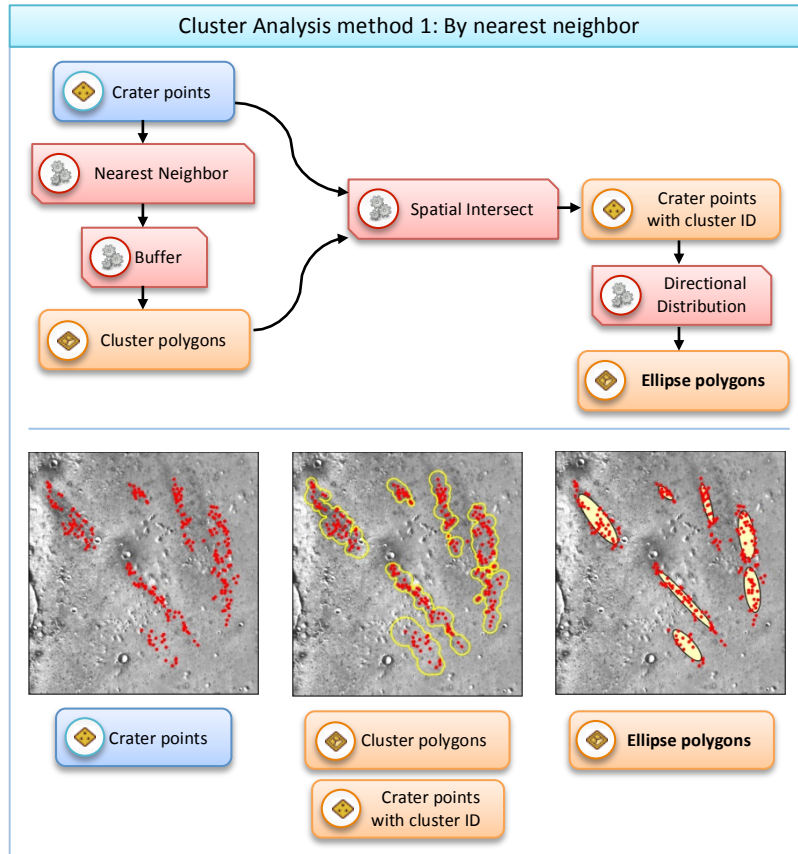 Cluster Analysis method 1: By nearest neighbor
Crater points
Nearest Neighbor
Buffer
Cluster polygons
Spatial Intersect
Crater points
with cluster ID
Directional
Distribution
Ellipse polygons
Crater points
Cluster polygons
Crater points
with cluster ID
Ellipse polygons